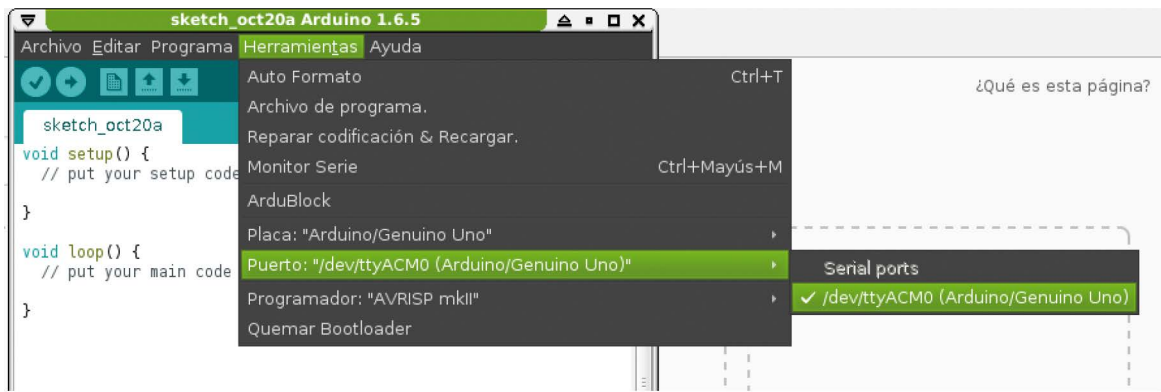 sketch_oct20a Arduino 1.6.5
Archivo Editar Programa Herramientas Ayuda
Auto Formato Ctrl+T
Archivo de programa.
Reparar codificación & Recargar.
Monitor Serie Ctrl+Mayús+M
ArduBlock
Placa: "Arduino/Genuino Uno"
Puerto: "/dev/ttyACM0 (Arduino/Genuino Uno)"
Programador: "AVRISP mkII"
Quemar Bootloader
Serial ports
/dev/ttyACM0 (Arduino/Genuino Uno)
sketch_oct20a
void setup() {
// put your setup code
}
void loop() {
// put your main code
}
¿Qué es esta página?